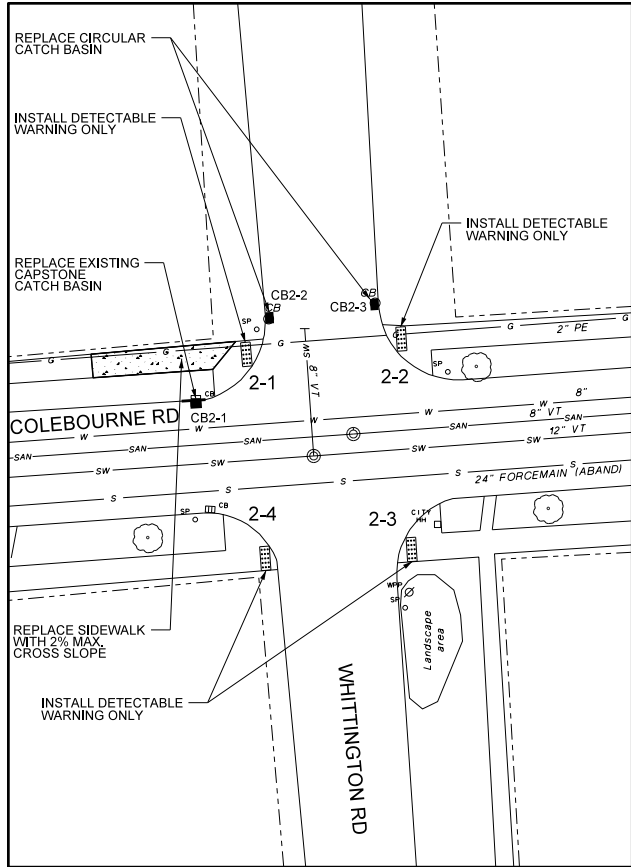 REPLACE CIRCULAR
CATCH BASIN
INSTALL DETECTABLE
WARNING ONLY
INSTALL DETECTABLE
WARNING ONLY
REPLACE EXISTING
CAPSTONE
CATCH BASIN
CB2-2
CB
CB
CB2-3
SP
G
G
G
G
G
2" PE
2-1
2-2
SP
MS
8" VT
CB
CB2-1
COLEBOURNE RD
W
W
W
W
W
8"
8" VT
SAN
SAN
SAN
SAN
12" VT
SW
SW
SW
SW
S
S
S
S
S
24" FORCEMAIN (ABAND)
SP
CB
2-4
2-3
CITY
HH
WPP
SP
Landscape
area
REPLACE SIDEWALK
WITH 2% MAX.
CROSS SLOPE
INSTALL DETECTABLE
WARNING ONLY
WHITTINGTON RD